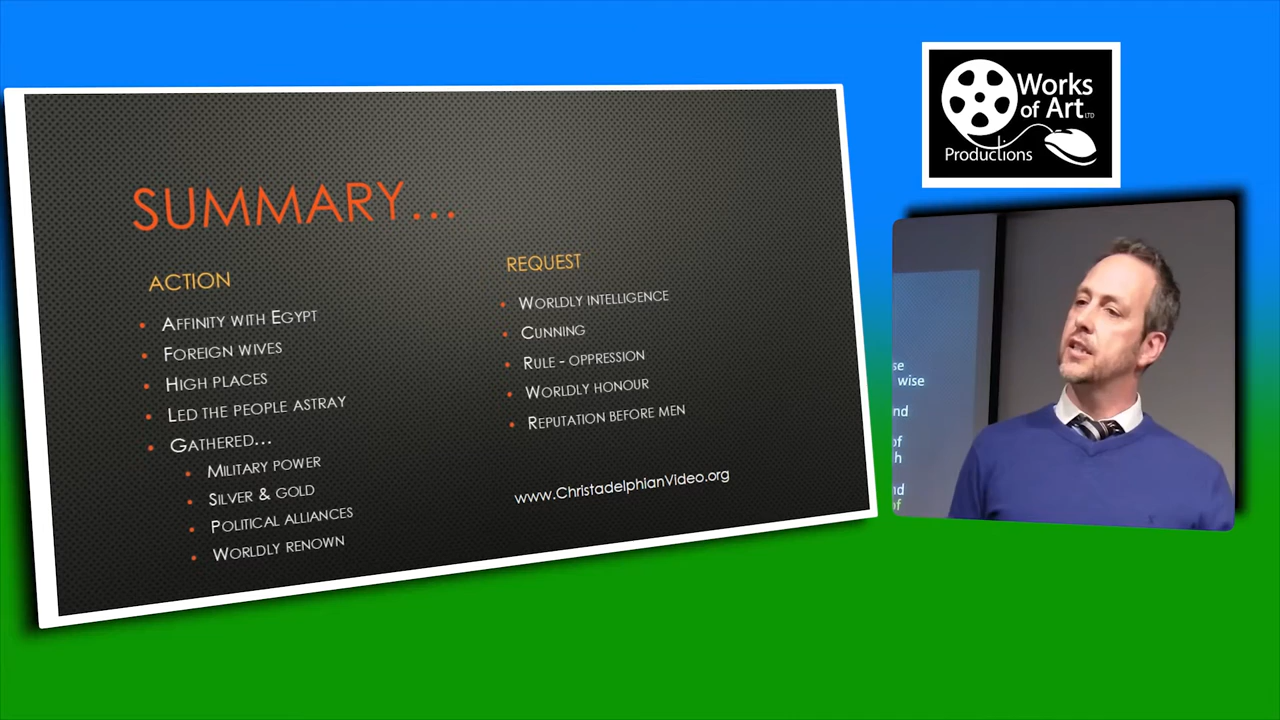 SUMMARY...
ACTION
AFFINITY WITH EGYPT
FOREIGN WIVES
HIGH PLACES
LED THE PEOPLE ASTRAY
GATHERED...
MILITARY POWER
SILVER & GOLD
POLITICAL ALLIANCES
WORLDLY RENOWN
REQUEST
WORLDLY INTELLIGENCE
CUNNING
RULE - OPPRESSION
WORLDLY HONOUR
REPUTATION BEFORE MEN
www.ChristadelphianVideo.org
Works
of Art LTD
Productions
wise
of